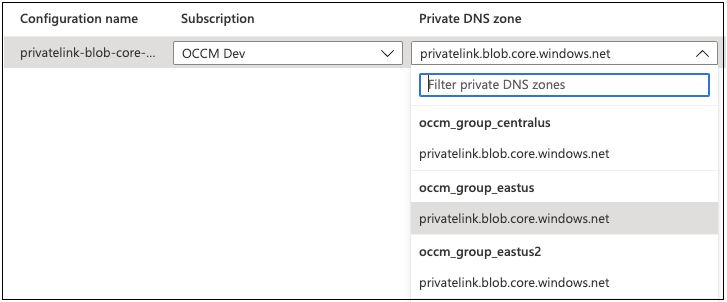 Configuration name Subscription Private DNS zone
privatelink-blob-core-... OCCM Dev privatelink.blob.core.windows.net
Filter private DNS zones
occm_group_centralus
privatelink.blob.core.windows.net
occm_group_eastus
privatelink.blob.core.windows.net
occm_group_eastus2
privatelink.blob.core.windows.net